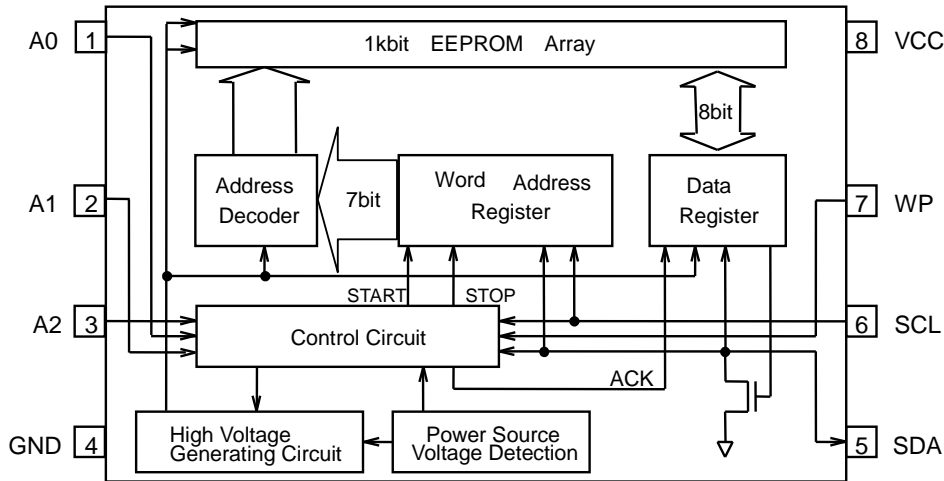 A0 1
1kbit EEPROM Array
8 VCC
8bit
A1 2
Address
Decoder
7bit
Word Address
Register
Data
Register
7 WP
START
STOP
A2 3
Control Circuit
6 SCL
ACK
GND 4
High Voltage
Generating Circuit
Power Source
Voltage Detection
5 SDA